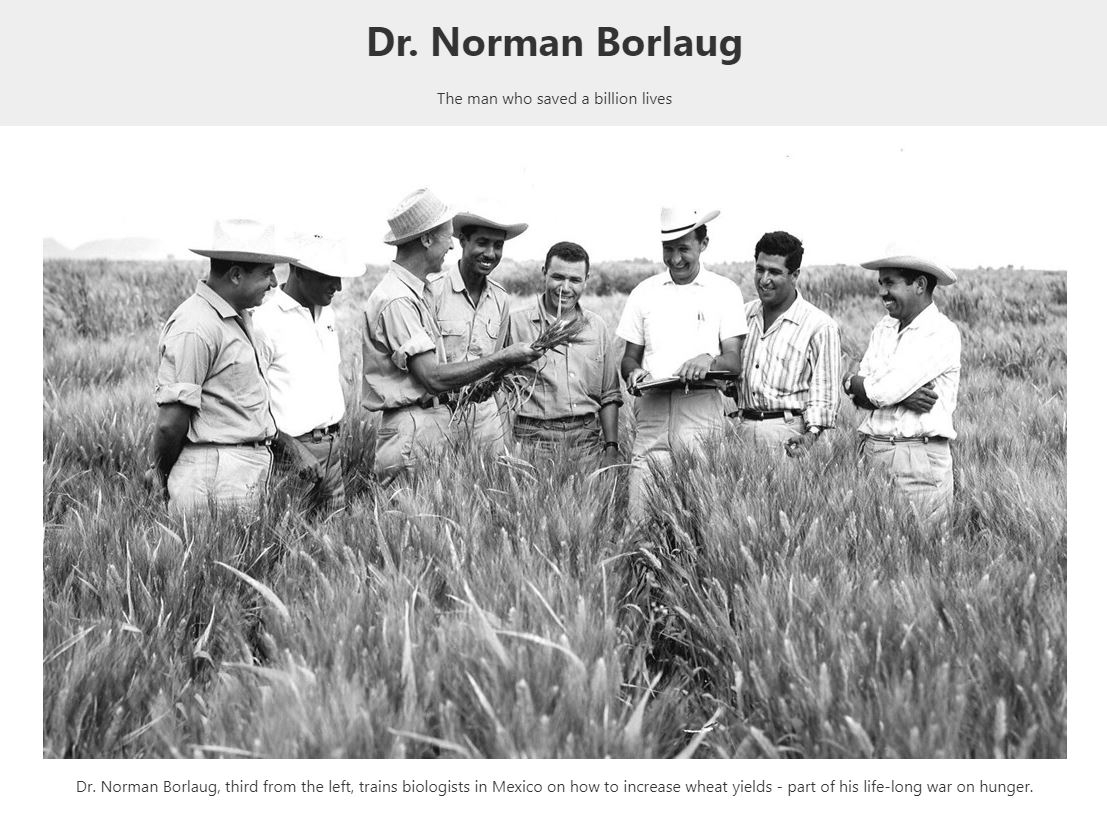 Dr. Norman Borlaug
The man who saved a billion lives
Dr. Norman Borlaug, third from the left, trains biologists in Mexico on how to increase wheat yields - part of his life-long war on hunger.